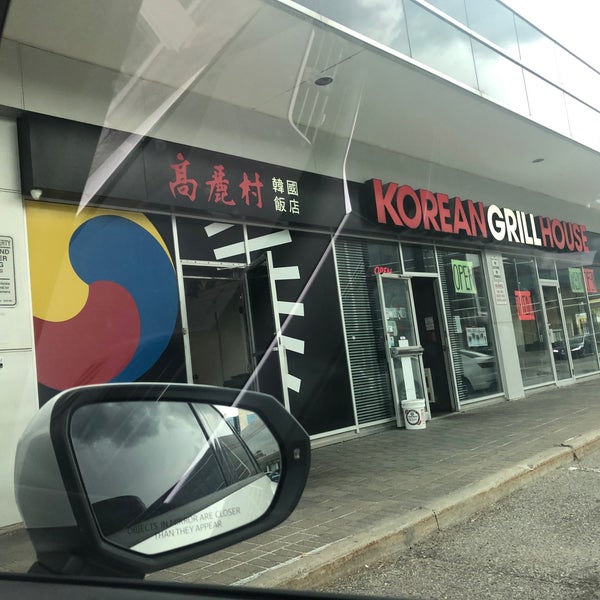 高麗村
韓國
飯店
KOREAN GRILL HOUSE
OPEN
OPEN
OBJECTS IN MIRROR ARE CLOSER
THAN THEY APPEAR